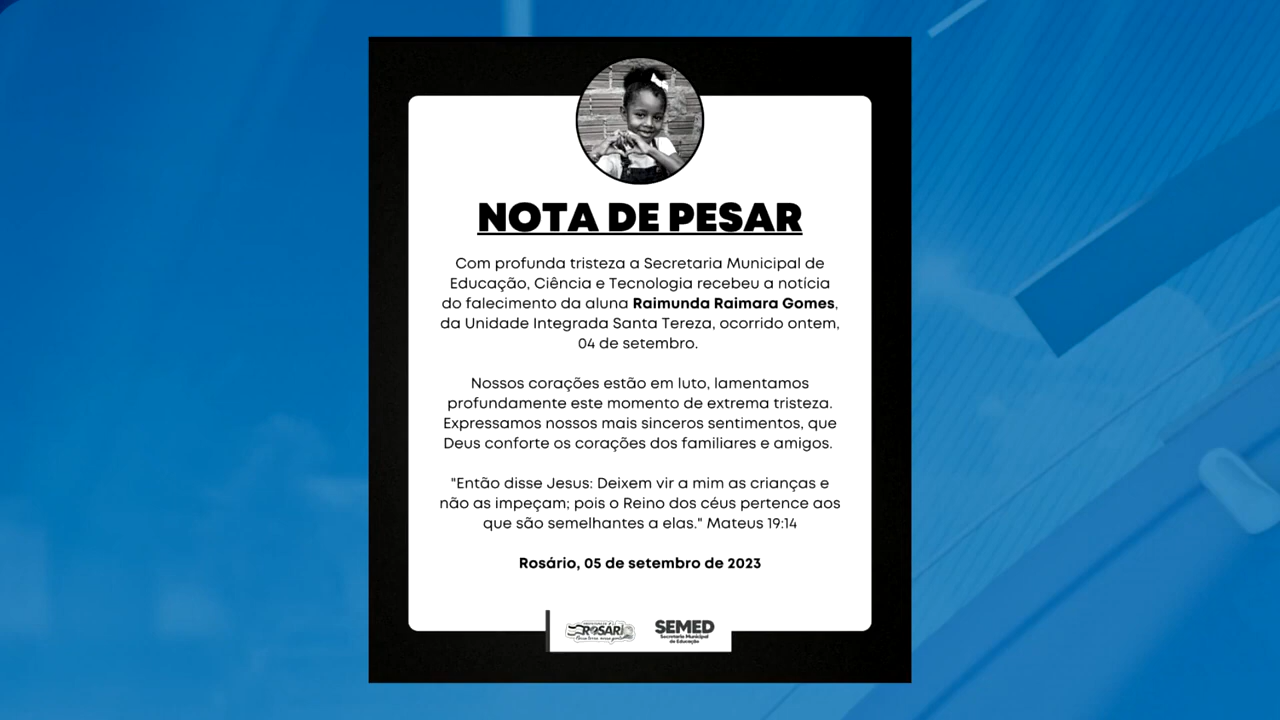 NOTA DE PESAR
Com profunda tristeza a Secretaria Municipal de
Educação, Ciência e Tecnologia recebeu a notícia
do falecimento da aluna Raimunda Raimara Gomes,
da Unidade Integrada Santa Tereza, ocorrido ontem,
04 de setembro.
Nossos corações estão em luto, lamentamos
profundamente este momento de extrema tristeza.
Expressamos nossos mais sinceros sentimentos, que
Deus conforte os corações dos familiares e amigos.
"Então disse Jesus: Deixem vir a mim as crianças e
não as impeçam; pois o Reino dos céus pertence aos
que são semelhantes a elas." Mateus 19:14
Rosário, 05 de setembro de 2023
ROSÁRIO
SEMED
Secretaria Municipal
de Educação